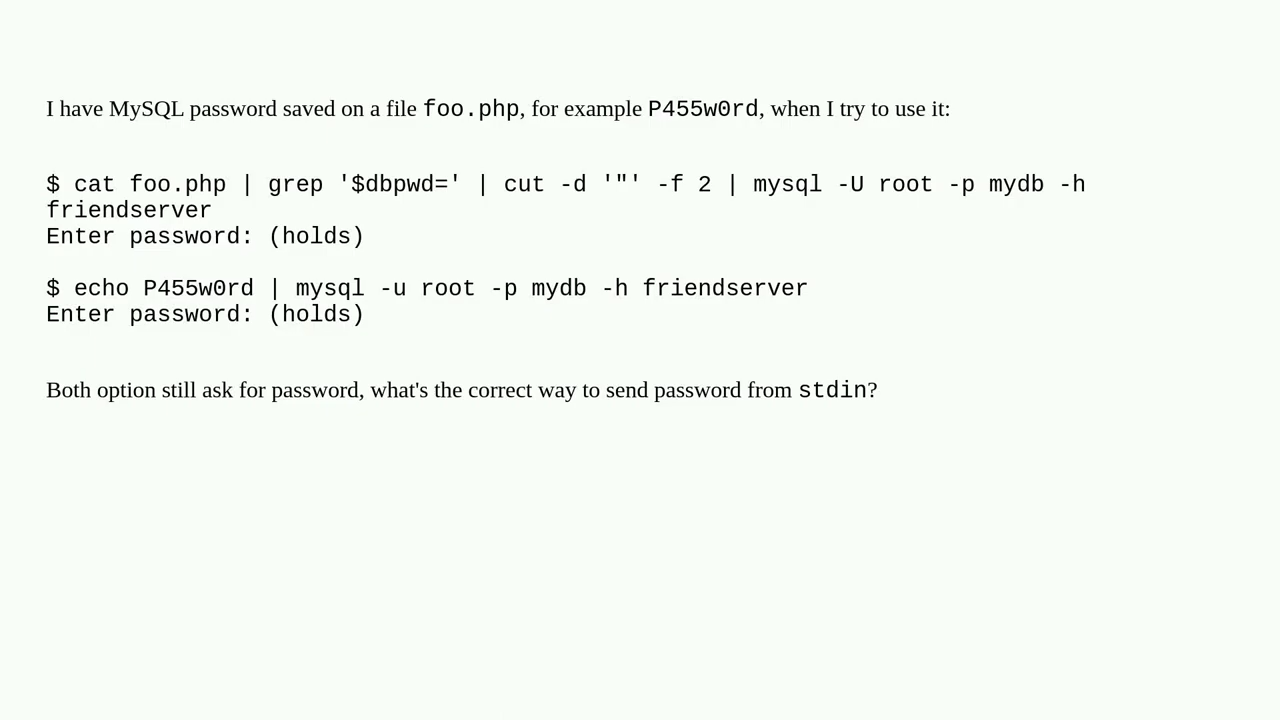 I have MySQL password saved on a file foo.php, for example P455w0rd, when I try to use it:
$ cat foo.php | grep '$dbpwd=' | cut -d '"' -f 2 | mysql -U root -p mydb -h
friendserver
Enter password: (holds)
$ echo P455w0rd | mysql -u root -p mydb -h friendserver
Enter password: (holds)
Both option still ask for password, what's the correct way to send password from stdin?